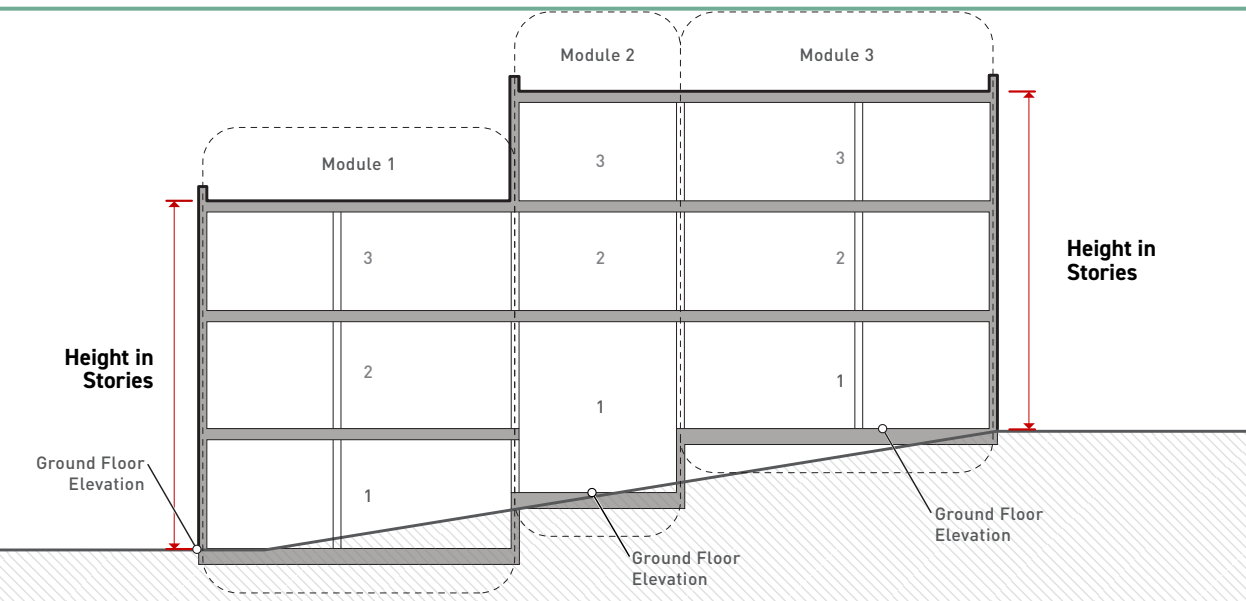 Module 2
Module 3
Module 1
3
3
3
2
2
Height in
Stories
Height in
Stories
2
1
1
Ground Floor
Elevation
1
Ground Floor
Elevation
Ground Floor
Elevation